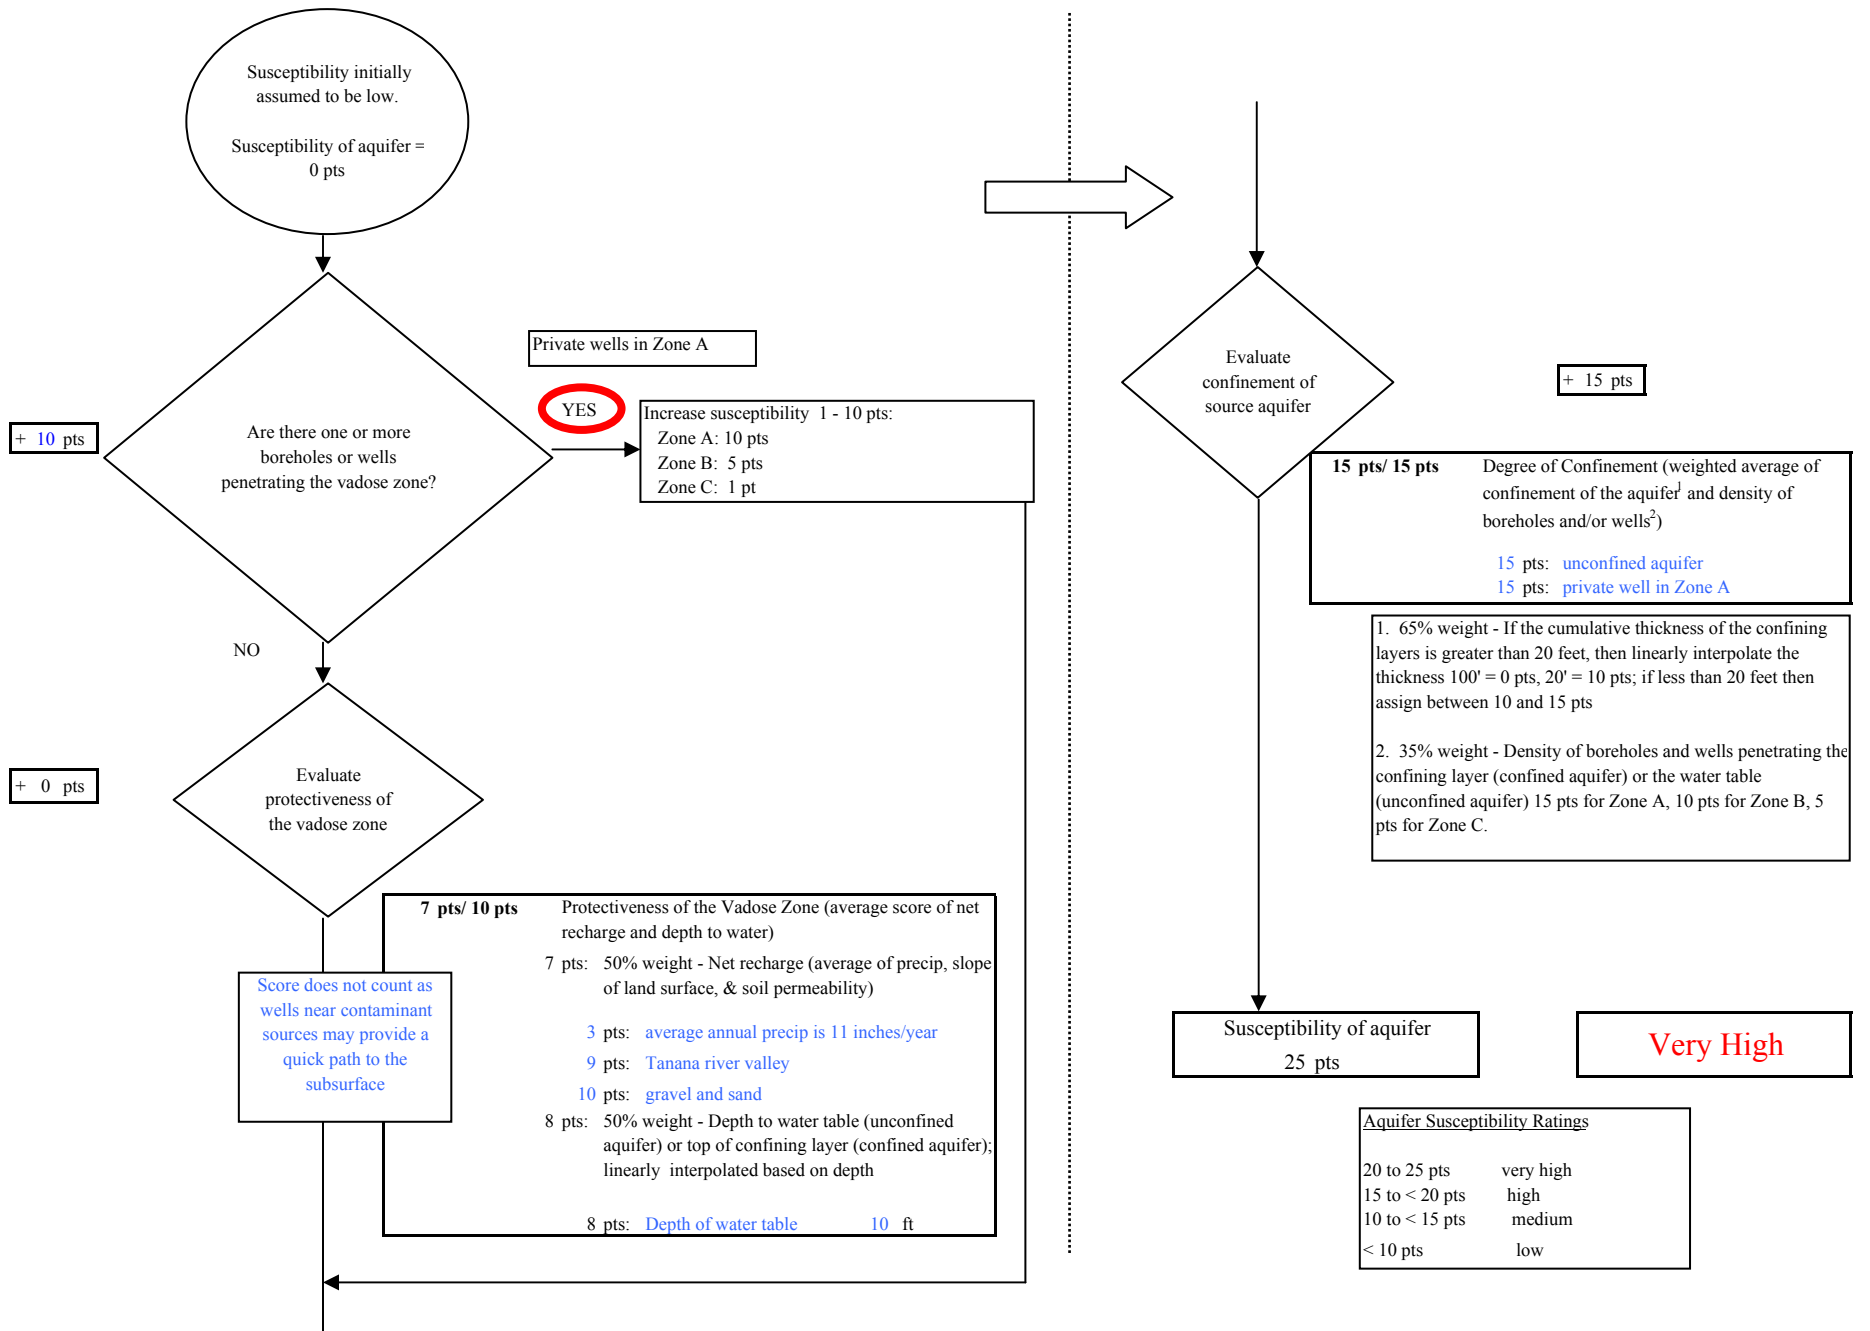 Susceptibility initially
assumed to be low.
Susceptibility of aquifer =
0 pts
Private wells in Zone A
YES
+ 10 pts
Are there one or more
boreholes or wells
penetrating the vadose zone?
Increase susceptibility 1 - 10 pts:
Zone A: 10 pts
Zone B: 5 pts
Zone C: 1 pt
NO
+ 0 pts
Evaluate
protectiveness of
the vadose zone
7 pts/ 10 pts Protectiveness of the Vadose Zone (average score of net
recharge and depth to water)
7 pts: 50% weight - Net recharge (average of precip, slope
of land surface, & soil permeability)
3 pts: average annual precip is 11 inches/year
9 pts: Tanana river valley
10 pts: gravel and sand
8 pts: 50% weight - Depth to water table (unconfined
aquifer) or top of confining layer (confined aquifer);
linearly interpolated based on depth
8 pts: Depth of water table 10 ft
Score does not count as
wells near contaminant
sources may provide a
quick path to the
subsurface
Evaluate
confinement of
source aquifer
+ 15 pts
15 pts/ 15 pts Degree of Confinement (weighted average of
confinement of the aquifer1 and density of
boreholes and/or wells2)
15 pts: unconfined aquifer
15 pts: private well in Zone A
1. 65% weight - If the cumulative thickness of the confining
layers is greater than 20 feet, then linearly interpolate the
thickness 100' = 0 pts, 20' = 10 pts; if less than 20 feet then
assign between 10 and 15 pts
2. 35% weight - Density of boreholes and wells penetrating the
confining layer (confined aquifer) or the water table
(unconfined aquifer) 15 pts for Zone A, 10 pts for Zone B, 5
pts for Zone C.
Susceptibility of aquifer
25 pts
Very High
Aquifer Susceptibility Ratings
20 to 25 pts very high
15 to < 20 pts high
10 to < 15 pts medium
< 10 pts low